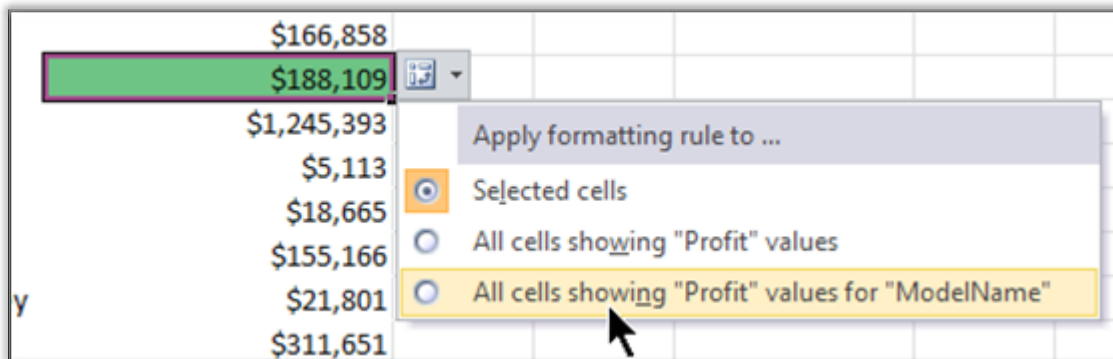 $166,858
$188,109
$1,245,393
Apply formatting rule to ...
$5,113
Selected cells
$18,665
All cells showing "Profit" values
$155,166
y $21,801
All cells showing "Profit" values for "ModelName"
$311,651